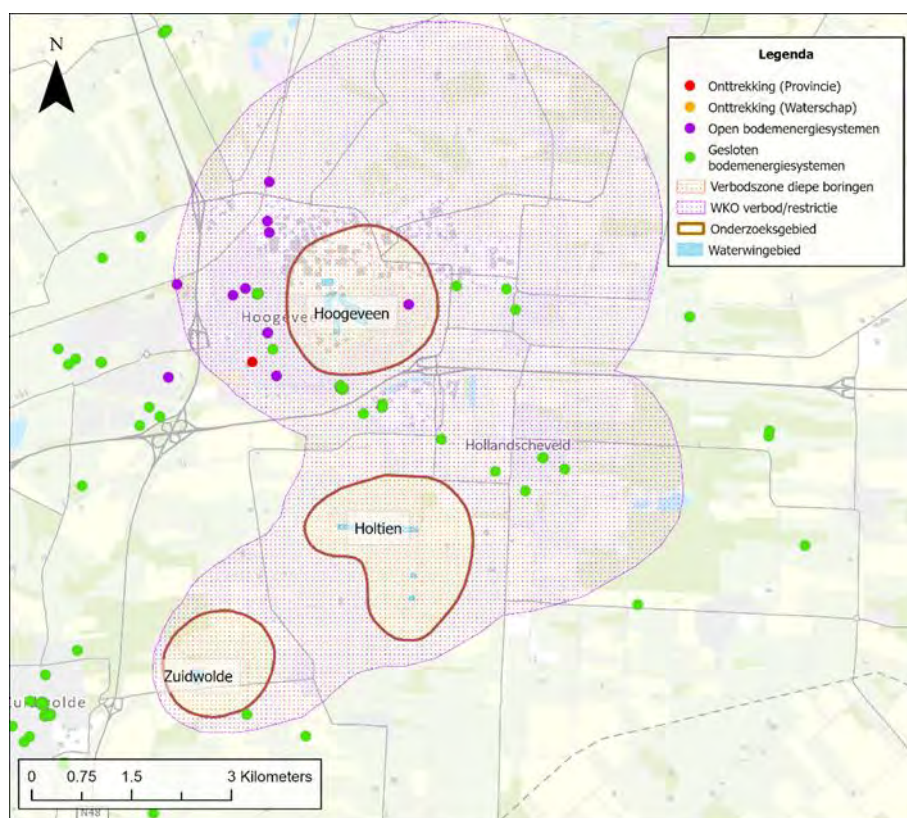 N
Legenda
Onttrekking (Provincie)
Onttrekking (Waterschap)
Open bodemenergiesystemen
Gesloten
bodemenergiesystemen
Verbodszone diepe boringen
WKO verbod/restrictie
Onderzoeksgebied
Waterwingebied
Hoogeveen
Hollandscheveld
Holtien
Zuidwolde
0 0.75 1.5 3 Kilometers
N48